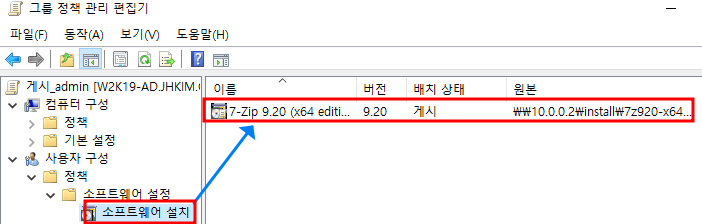 그룹 정책 관리 편집기
파일(F) 동작(A) 보기(V) 도움말(H)
게시_admin [W2K19-AD.JHKIM.
컴퓨터 구성
정책
기본 설정
사용자 구성
정책
소프트웨어 설정
소프트웨어 설치
이름 버전 배치 상태 원본
7-Zip 9.20 (x64 editi... 9.20 게시 ₩₩10.0.0.2₩install₩7z920-x64...